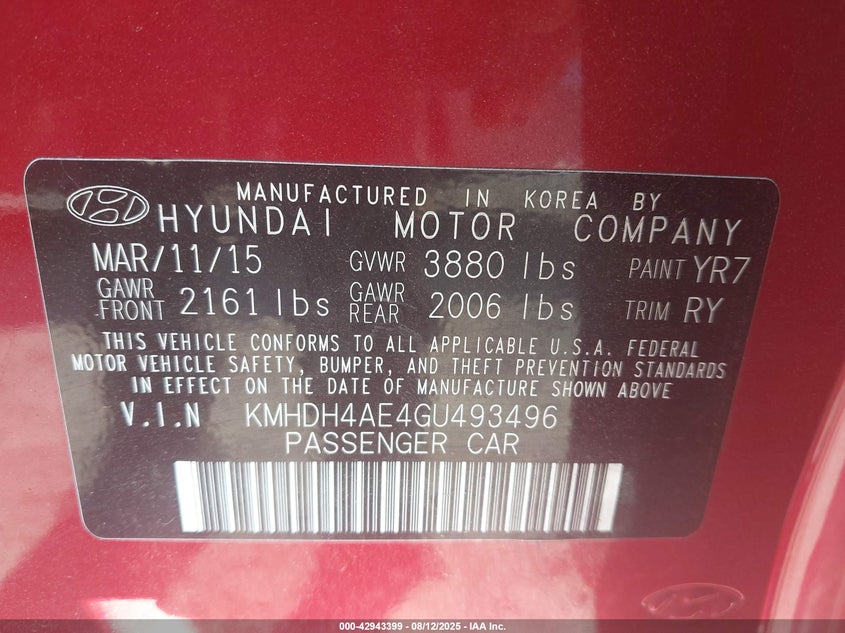 MANUFACTURED IN KOREA BY
HYUNDAI MOTOR COMPANY
MAR/11/15 GVWR 3880 lbs PAINT YR7
GAWR FRONT 2161 lbs GAWR REAR 2006 lbs TRIM RY
THIS VEHICLE CONFORMS TO ALL APPLICABLE U.S.A. FEDERAL
MOTOR VEHICLE SAFETY, BUMPER, AND THEFT PREVENTION STANDARDS
IN EFFECT ON THE DATE OF MANUFACTURE SHOWN ABOVE
V.I.N KMHDH4AE4GU493496
PASSENGER CAR
000-42943399 - 08/12/2025 - IAA Inc.